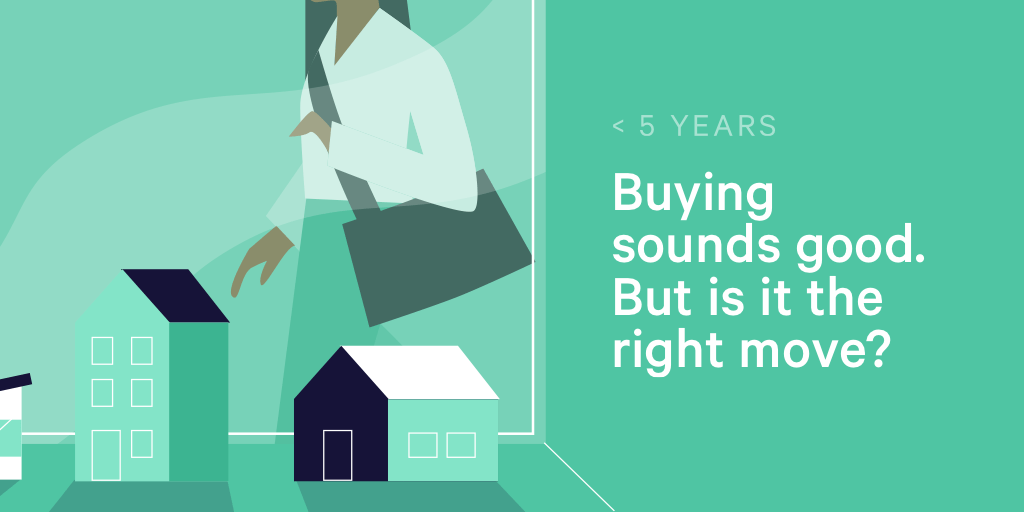 < 5 YEARS
Buying
sounds good.
But is it the
right move?